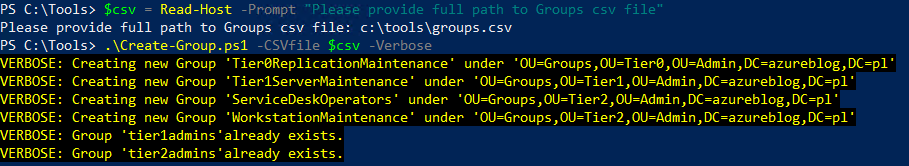 PS C:\Tools> $csv = Read-Host -Prompt "Please provide full path to Groups csv file"
Please provide full path to Groups csv file: c:\tools\groups.csv
PS C:\Tools> .\Create-Group.ps1 -CSVfile $csv -Verbose
VERBOSE: Creating new Group 'Tier0ReplicationMaintenance' under 'OU=Groups,OU=Tier0,OU=Admin,DC=azureblog,DC=pl'
VERBOSE: Creating new Group 'Tier1ServerMaintenance' under 'OU=Groups,OU=Tier1,OU=Admin,DC=azureblog,DC=pl'
VERBOSE: Creating new Group 'ServiceDeskOperators' under 'OU=Groups,OU=Tier2,OU=Admin,DC=azureblog,DC=pl'
VERBOSE: Creating new Group 'WorkstationMaintenance' under 'OU=Groups,OU=Tier2,OU=Admin,DC=azureblog,DC=pl'
VERBOSE: Group 'tier1admins'already exists.
VERBOSE: Group 'tier2admins'already exists.